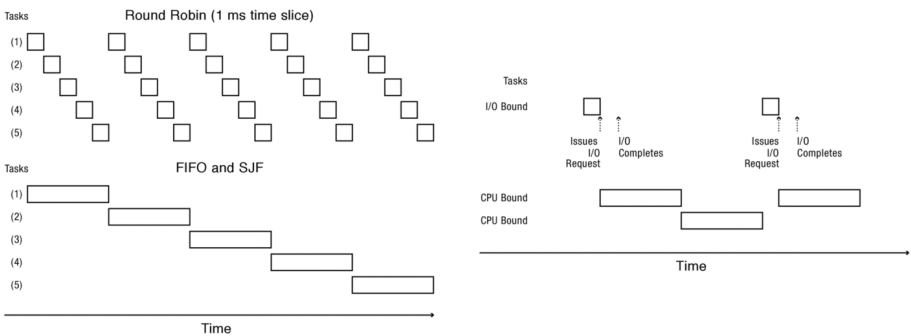 Tasks
Round Robin (1 ms time slice)
(1)
(2)
(3)
(4)
(5)
Tasks
FIFO and SJF
(1)
(2)
(3)
(4)
(5)
Time
Tasks
I/O Bound
Issues
I/O
Request
I/O
Completes
Issues
I/O
Request
I/O
Completes
CPU Bound
CPU Bound
Time